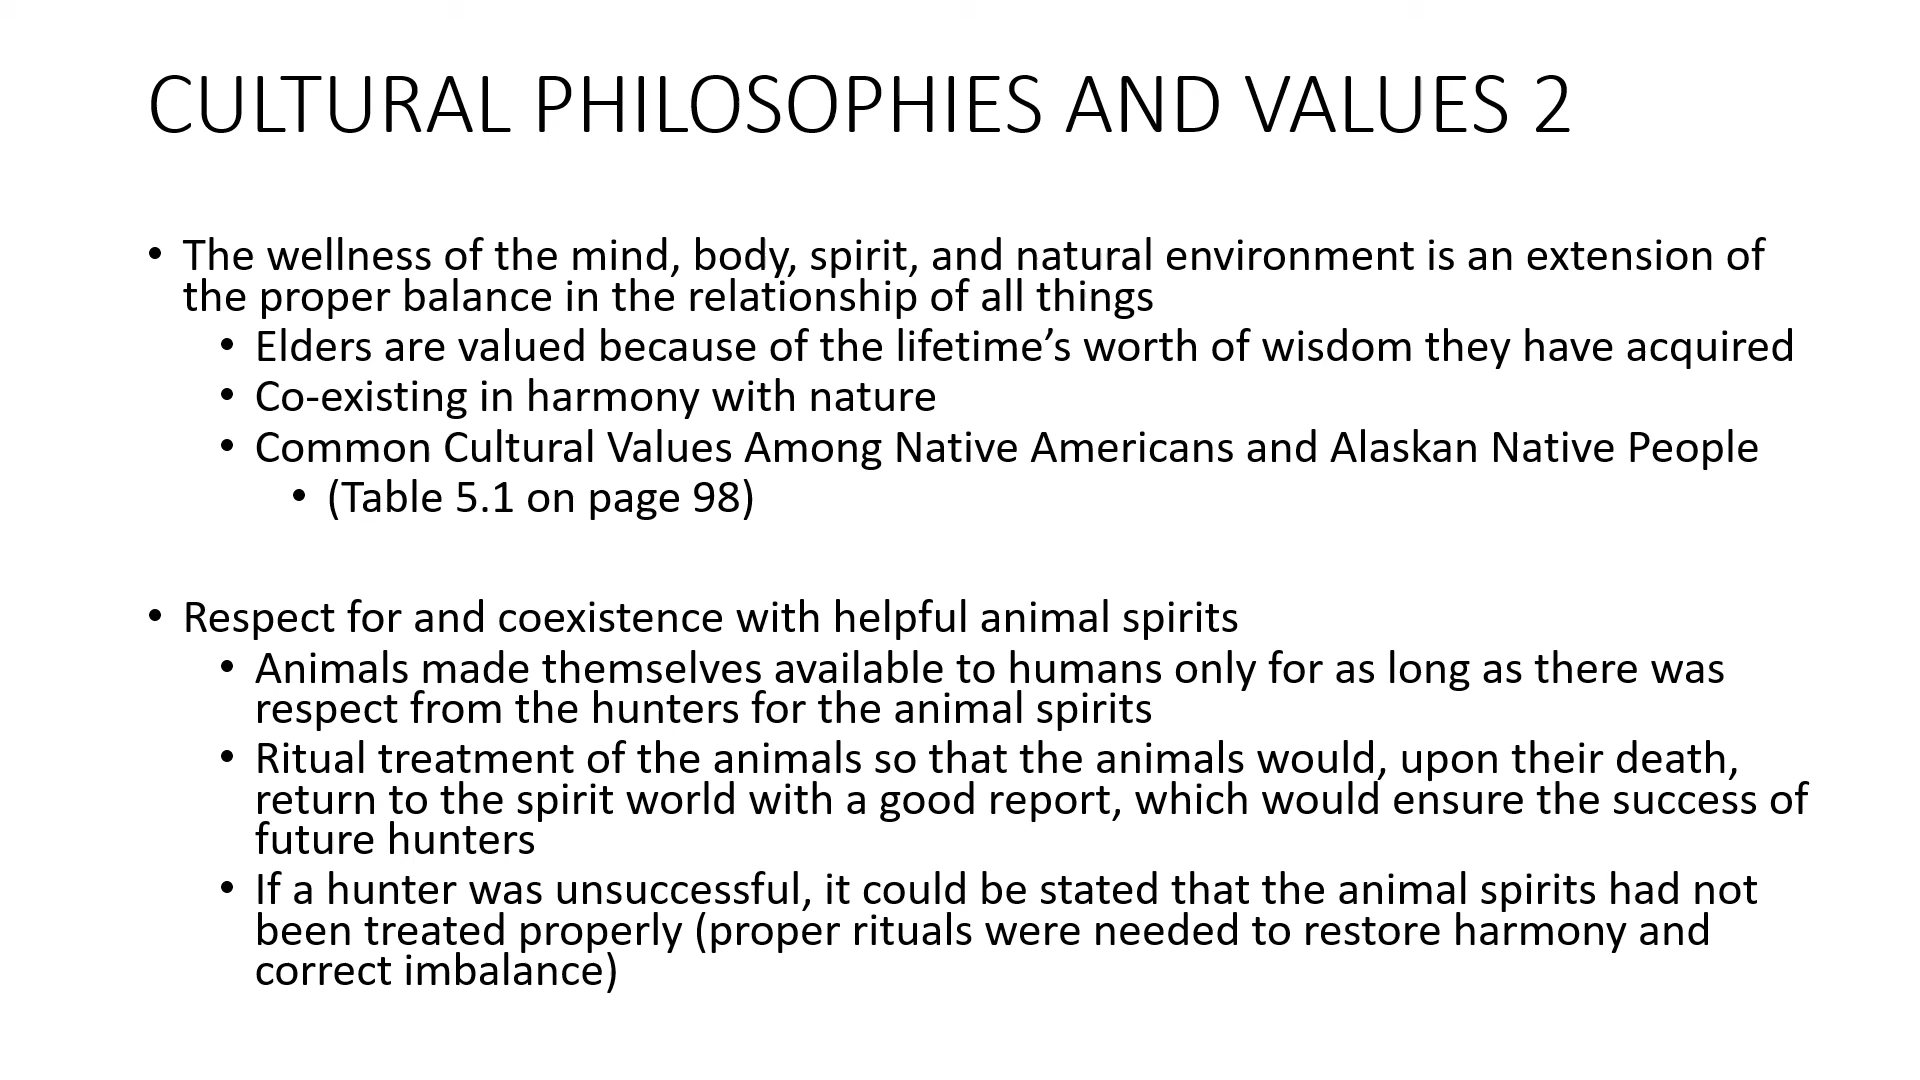 CULTURAL PHILOSOPHIES AND VALUES 2
• The wellness of the mind, body, spirit, and natural environment is an extension of
the proper balance in the relationship of all things
• Elders are valued because of the lifetime’s worth of wisdom they have acquired
• Co-existing in harmony with nature
• Common Cultural Values Among Native Americans and Alaskan Native People
• (Table 5.1 on page 98)
• Respect for and coexistence with helpful animal spirits
• Animals made themselves available to humans only for as long as there was
respect from the hunters for the animal spirits
• Ritual treatment of the animals so that the animals would, upon their death,
return to the spirit world with a good report, which would ensure the success of
future hunters
• If a hunter was unsuccessful, it could be stated that the animal spirits had not
been treated properly (proper rituals were needed to restore harmony and
correct imbalance)